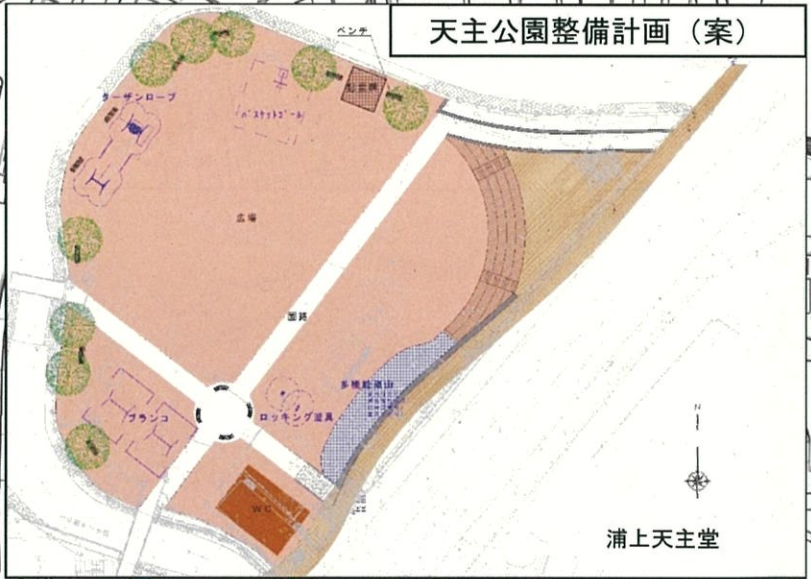 天主公園整備計画（案）
ベンチ
ターザンロープ
バスケットゴール
広場
園路
多機能遊山
ブランコ
ロッキング遊具
WC
N
浦上天主堂